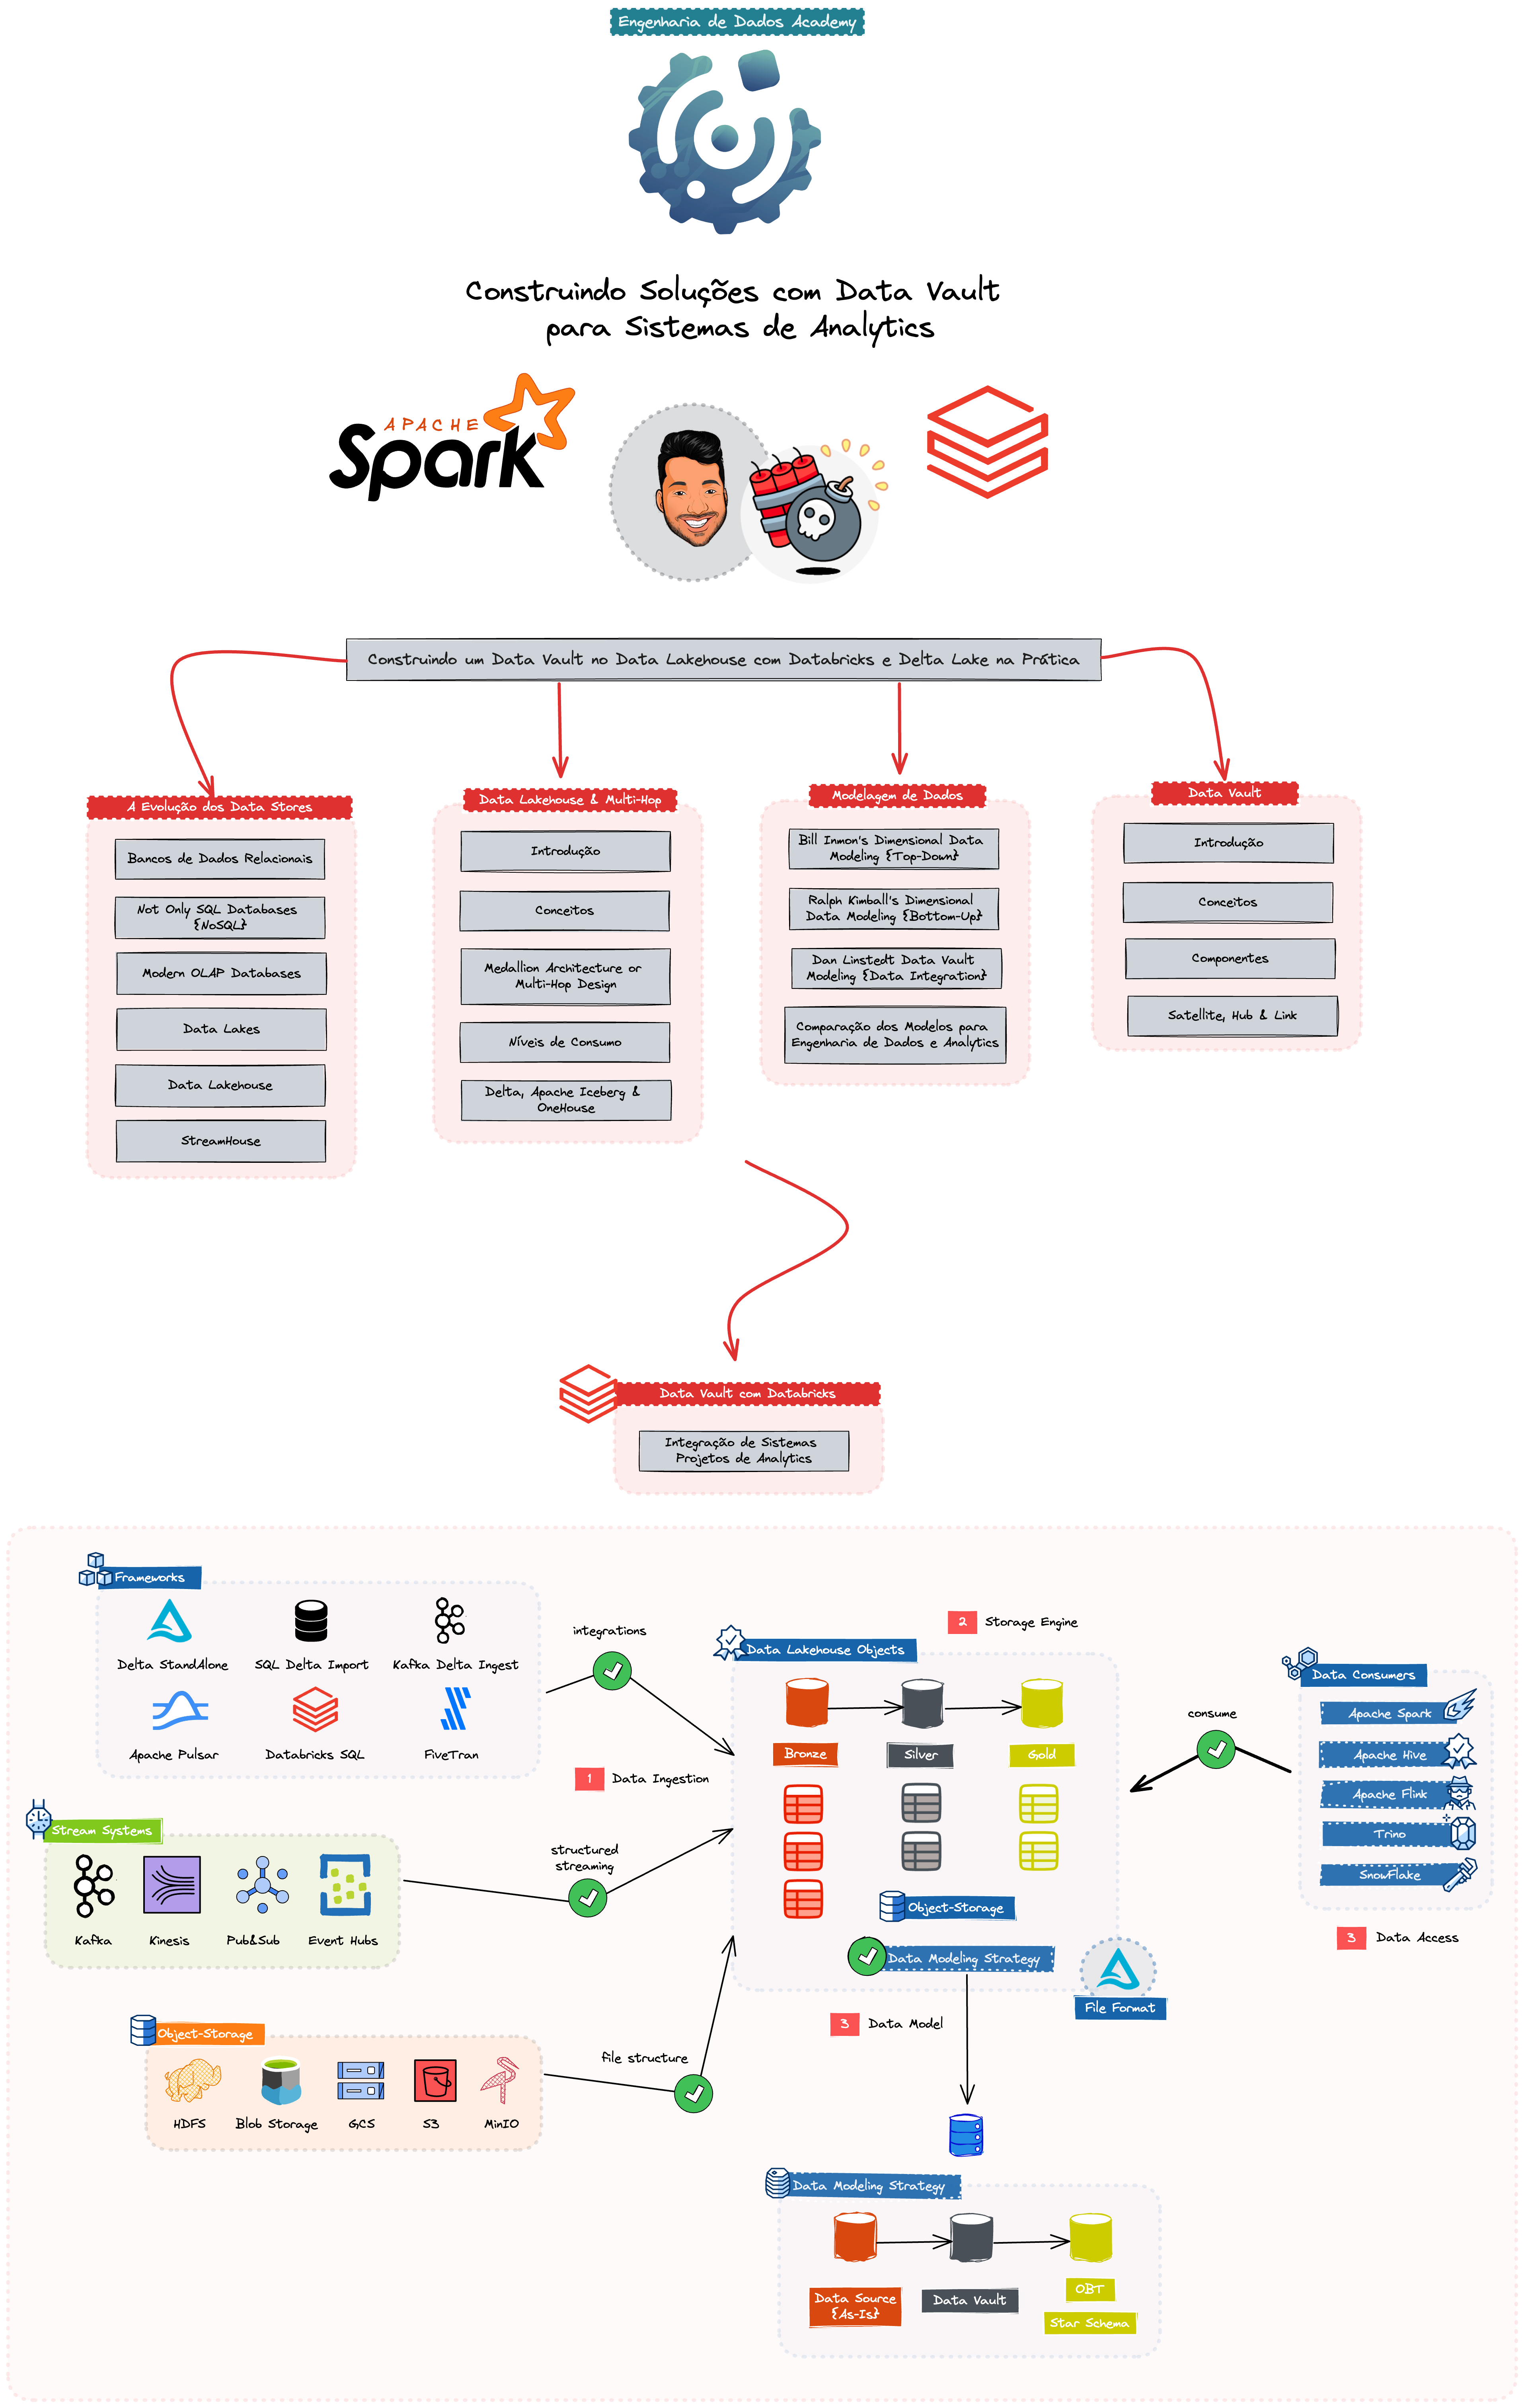 Engenharia de Dados Academy
Construindo Soluções com Data Vault
para Sistemas de Analytics
APACHE
Spark
Construindo um Data Vault no Data Lakehouse com Databricks e Delta Lake na Prática
A Evolução dos Data Stores
Bancos de Dados Relacionais
Not Only SQL Databases
{NoSQL}
Modern OLAP Databases
Data Lakes
Data Lakehouse
StreamHouse
Data Lakehouse & Multi-Hop
Introdução
Conceitos
Medallion Architecture or
Multi-Hop Design
Níveis de Consumo
Delta, Apache Iceberg &
OneHouse
Modelagem de Dados
Bill Inmon's Dimensional Data
Modeling {Top-Down}
Ralph Kimball's Dimensional
Data Modeling {Bottom-Up}
Dan Linstedt Data Vault
Modeling {Data Integration}
Comparação dos Modelos para
Engenharia de Dados e Analytics
Data Vault
Introdução
Conceitos
Componentes
Satellite, Hub & Link
Data Vault com Databricks
Integração de Sistemas
Projetos de Analytics
Frameworks
Delta StandAlone
SQL Delta Import
Kafka Delta Ingest
Apache Pulsar
Databricks SQL
FiveTran
integrations
1 Data Ingestion
Stream Systems
Kafka
Kinesis
Pub&Sub
Event Hubs
structured
streaming
Object-Storage
HDFS
Blob Storage
GCS
S3
MinIO
file structure
2 Storage Engine
Data Lakehouse Objects
Bronze
Silver
Gold
Object-Storage
Data Modeling Strategy
File Format
consume
Data Consumers
Apache Spark
Apache Hive
Apache Flink
Trino
SnowFlake
3 Data Access
3 Data Model
Data Modeling Strategy
Data Source
{As-Is}
Data Vault
OBT
Star Schema